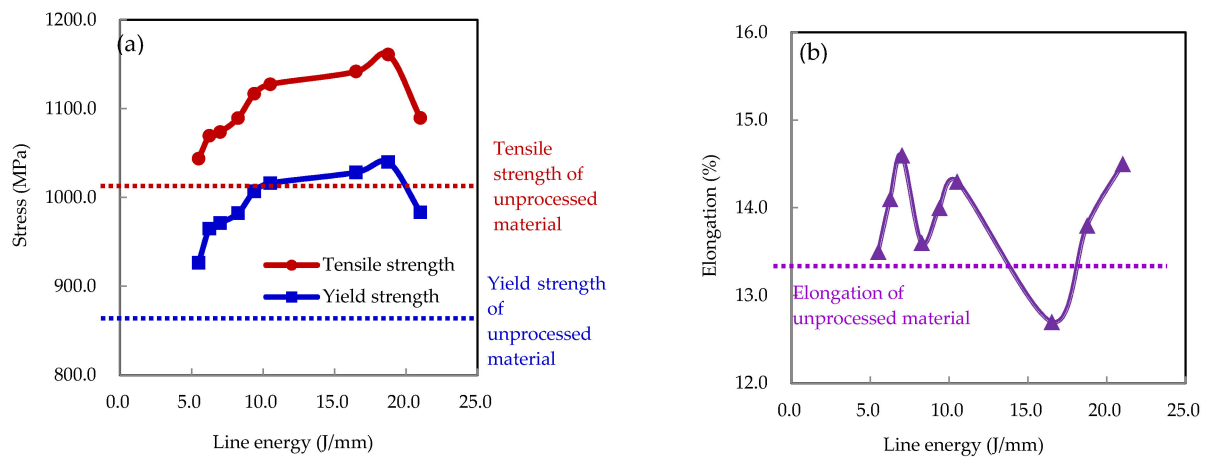 (a)
1200.0
1100.0
1000.0
900.0
800.0
Stress (MPa)
0.0 5.0 10.0 15.0 20.0 25.0
Line energy (J/mm)
Tensile strength
Yield strength
Tensile
strength of
unprocessed
material
Yield strength
of
unprocessed
material
(b)
16.0
15.0
14.0
13.0
12.0
Elongation (%)
Elongation of
unprocessed material
0.0 5.0 10.0 15.0 20.0 25.0
Line energy (J/mm)